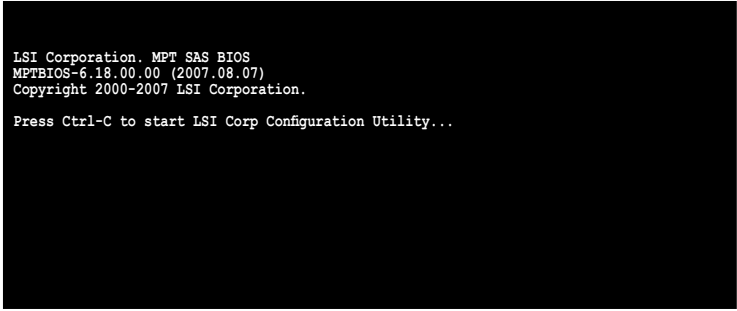 LSI Corporation. MPT SAS BIOS
MPTBIOS-6.18.00.00 (2007.08.07)
Copyright 2000-2007 LSI Corporation.
Press Ctrl-C to start LSI Corp Configuration Utility...